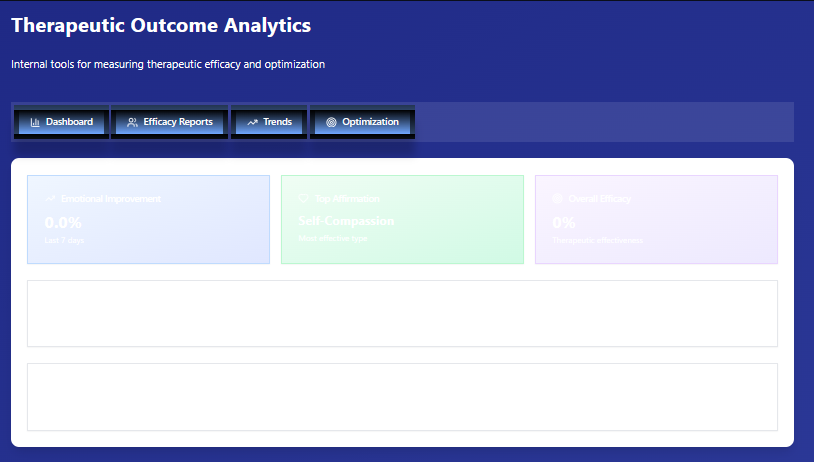 Therapeutic Outcome Analytics
Internal tools for measuring therapeutic efficacy and optimization
Dashboard
Efficacy Reports
Trends
Optimization
Emotional Improvement
0.0%
Last 7 days
Top Affirmation
Self-Compassion
Most effective type
Overall Efficacy
0%
Therapeutic effectiveness